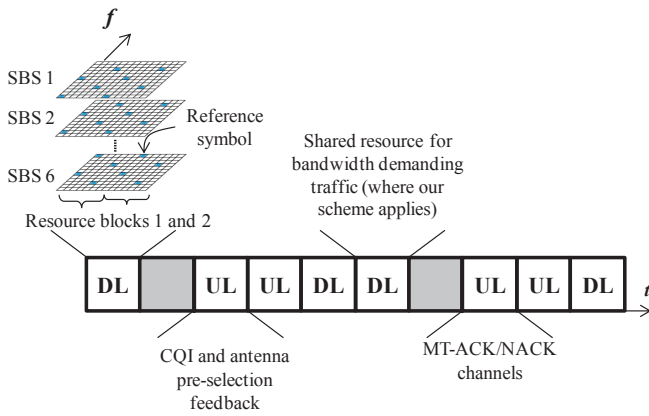 f
SBS 1
SBS 2
SBS 6
Reference
symbol
Resource blocks 1 and 2
Shared resource for
bandwidth demanding
traffic (where our
scheme applies)
DL UL UL DL DL UL UL DL
t
CQI and antenna
pre-selection
feedback
MT-ACK/NACK
channels